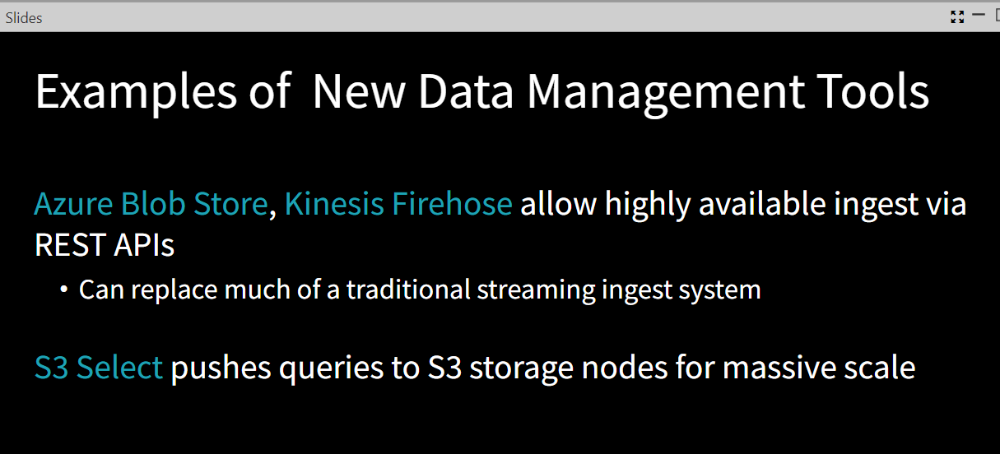 Slides
Examples of  New Data Management Tools
Azure Blob Store, Kinesis Firehose allow highly available ingest via
REST APIs
• Can replace much of a traditional streaming ingest system
S3 Select pushes queries to S3 storage nodes for massive scale